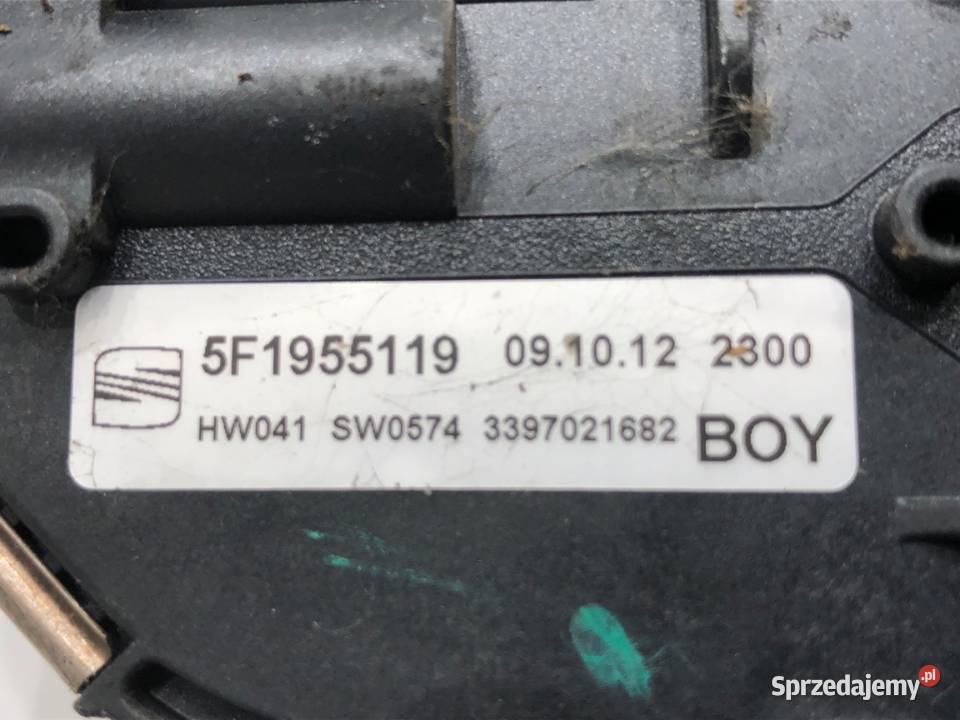 5F1955119 09.10.12 2300
HW041 SW0574 3397021682 BOY
Sprzedajemy.pl